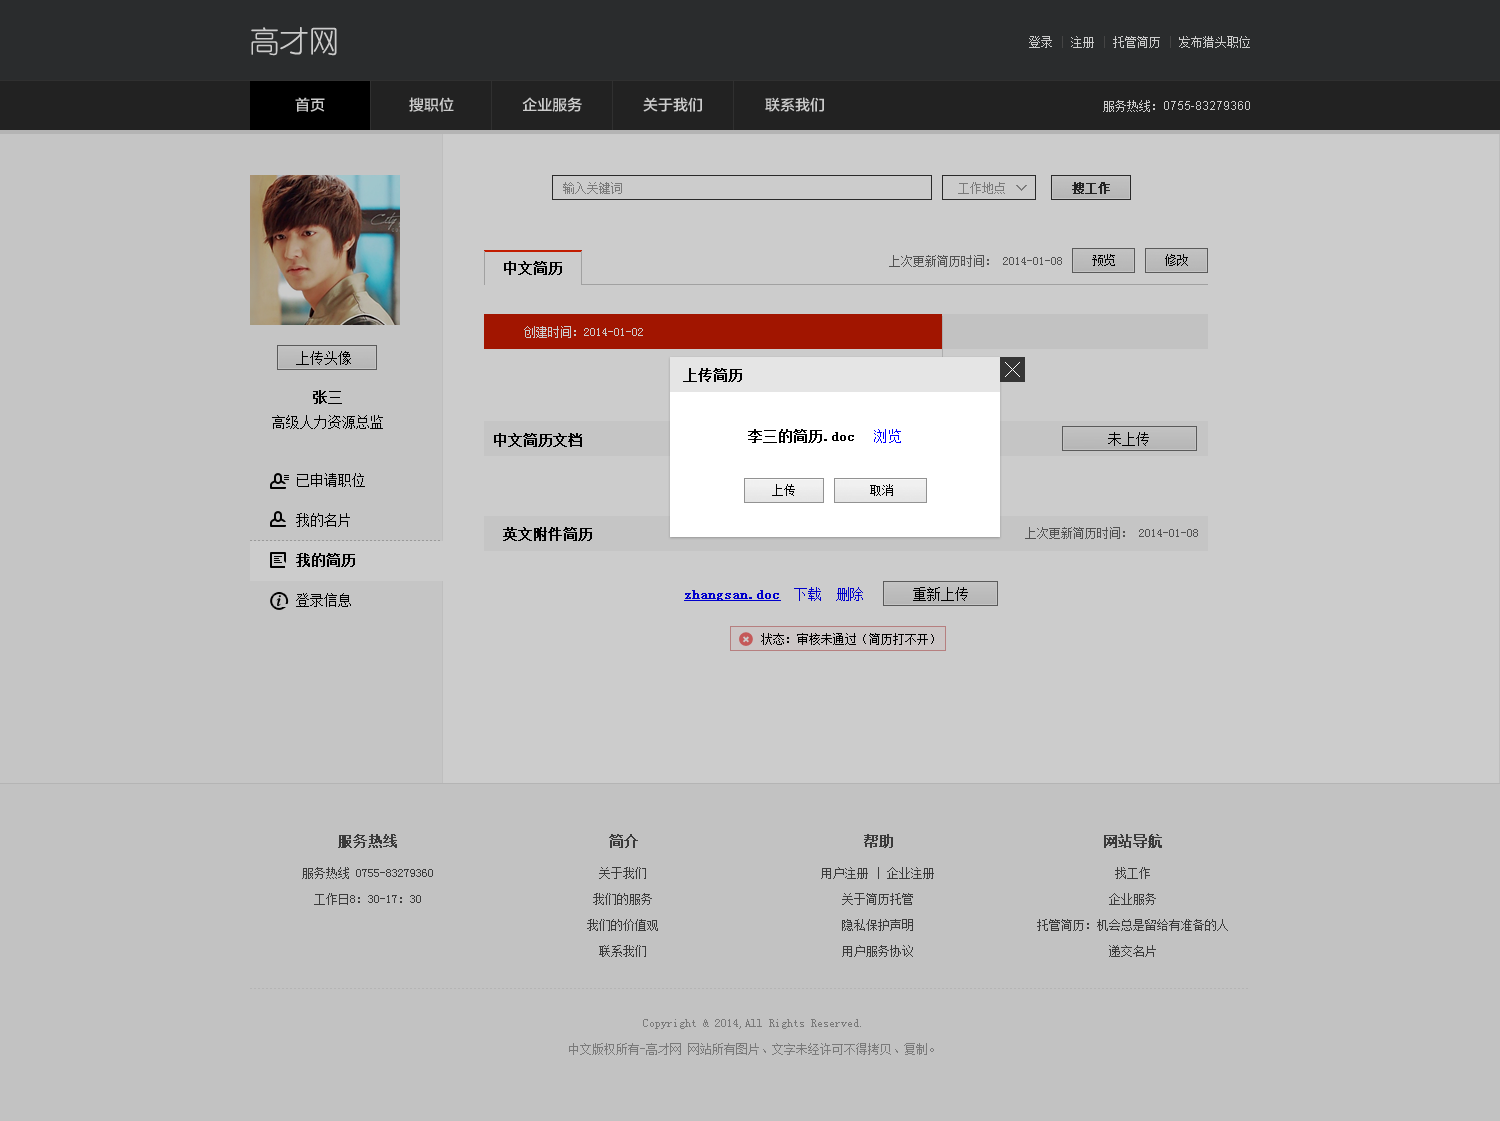 高才网
登录 | 注册 | 托管简历 | 发布猎头职位
首页 搜职位 企业服务 关于我们 联系我们 服务热线：0755-83279360
输入关键词 工作地点 搜工作
City
中文简历 上次更新简历时间： 2014-01-08 预览 修改
创建时间：2014-01-02
上传头像
张三
高级人力资源总监
已申请职位
我的名片
我的简历
登录信息
上传简历
李三的简历.doc 浏览
上传 取消
中文简历文档 未上传
英文附件简历 上次更新简历时间： 2014-01-08
zhangsan.doc 下载 删除 重新上传
状态：审核未通过（简历打不开）
服务热线
服务热线 0755-83279360
工作日8：30-17：30
简介
关于我们
我们的服务
我们的价值观
联系我们
帮助
用户注册 | 企业注册
关于简历托管
隐私保护声明
用户服务协议
网站导航
找工作
企业服务
托管简历：机会总是留给有准备的人
递交名片
Copyright & 2014,All Rights Reserved.
中文版权所有-高才网 网站所有图片、文字未经许可不得拷贝、复制。